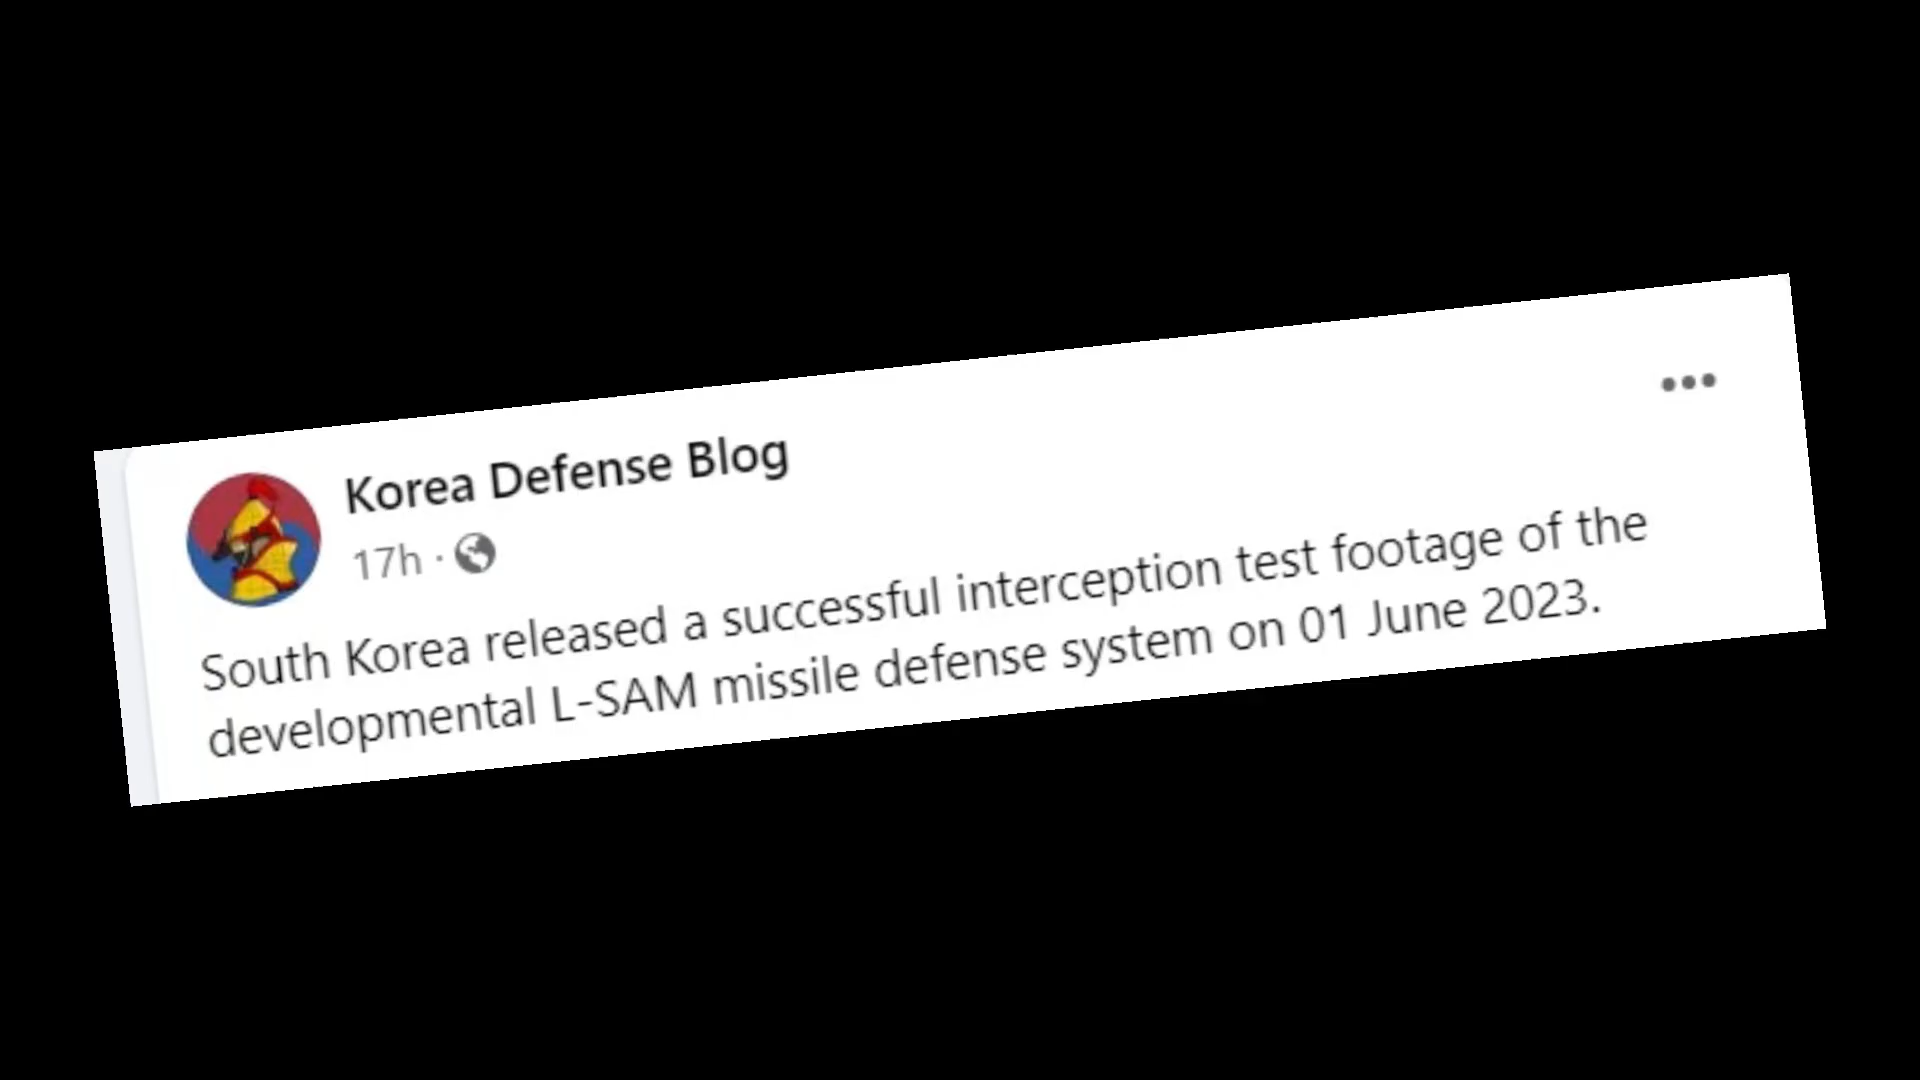 Korea Defense Blog
17h ·
South Korea released a successful interception test footage of the
developmental L-SAM missile defense system on 01 June 2023.